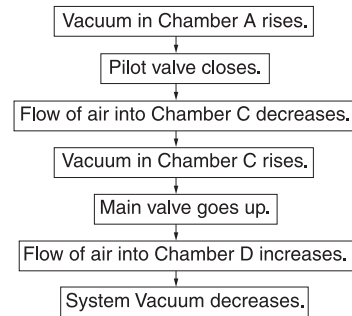 Vacuum in Chamber A rises.
Pilot valve closes.
Flow of air into Chamber C decreases.
Vacuum in Chamber C rises.
Main valve goes up.
Flow of air into Chamber D increases.
System Vacuum decreases.